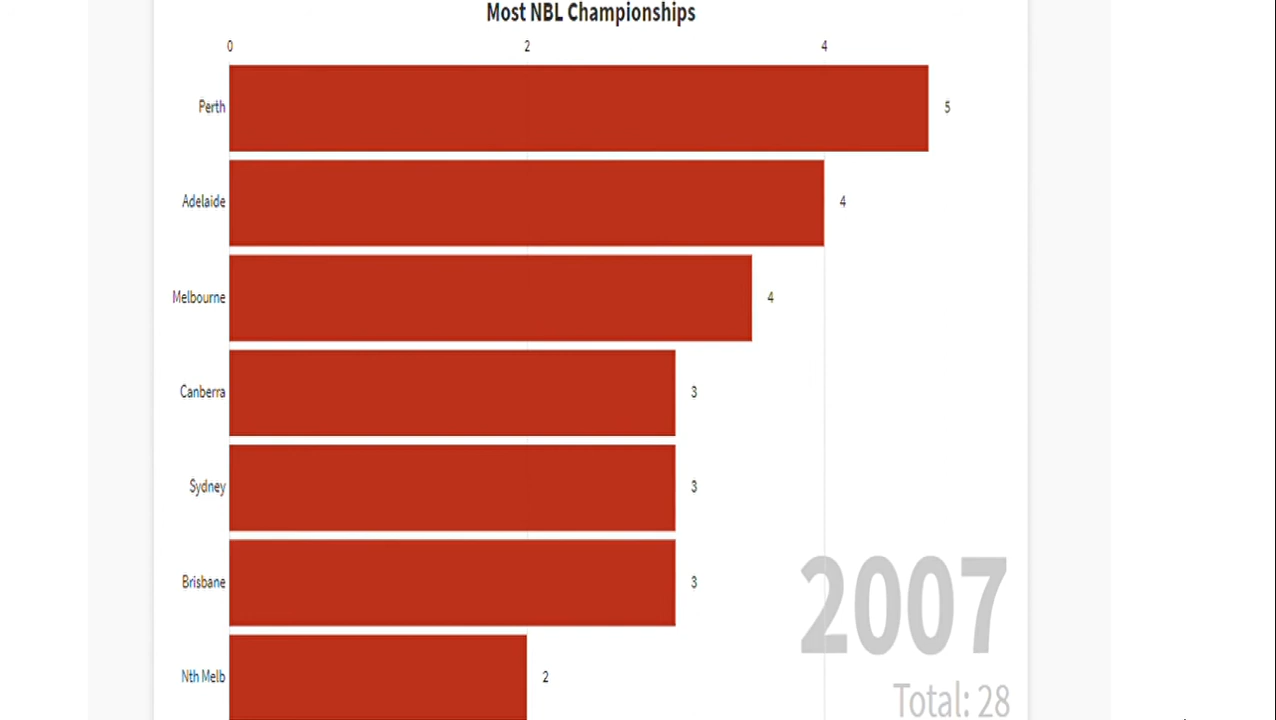 Most NBL Championships
0 2 4
Perth 5
Adelaide 4
Melbourne 4
Canberra 3
Sydney 3
Brisbane 3
2007
Nth Melb 2
Total: 28